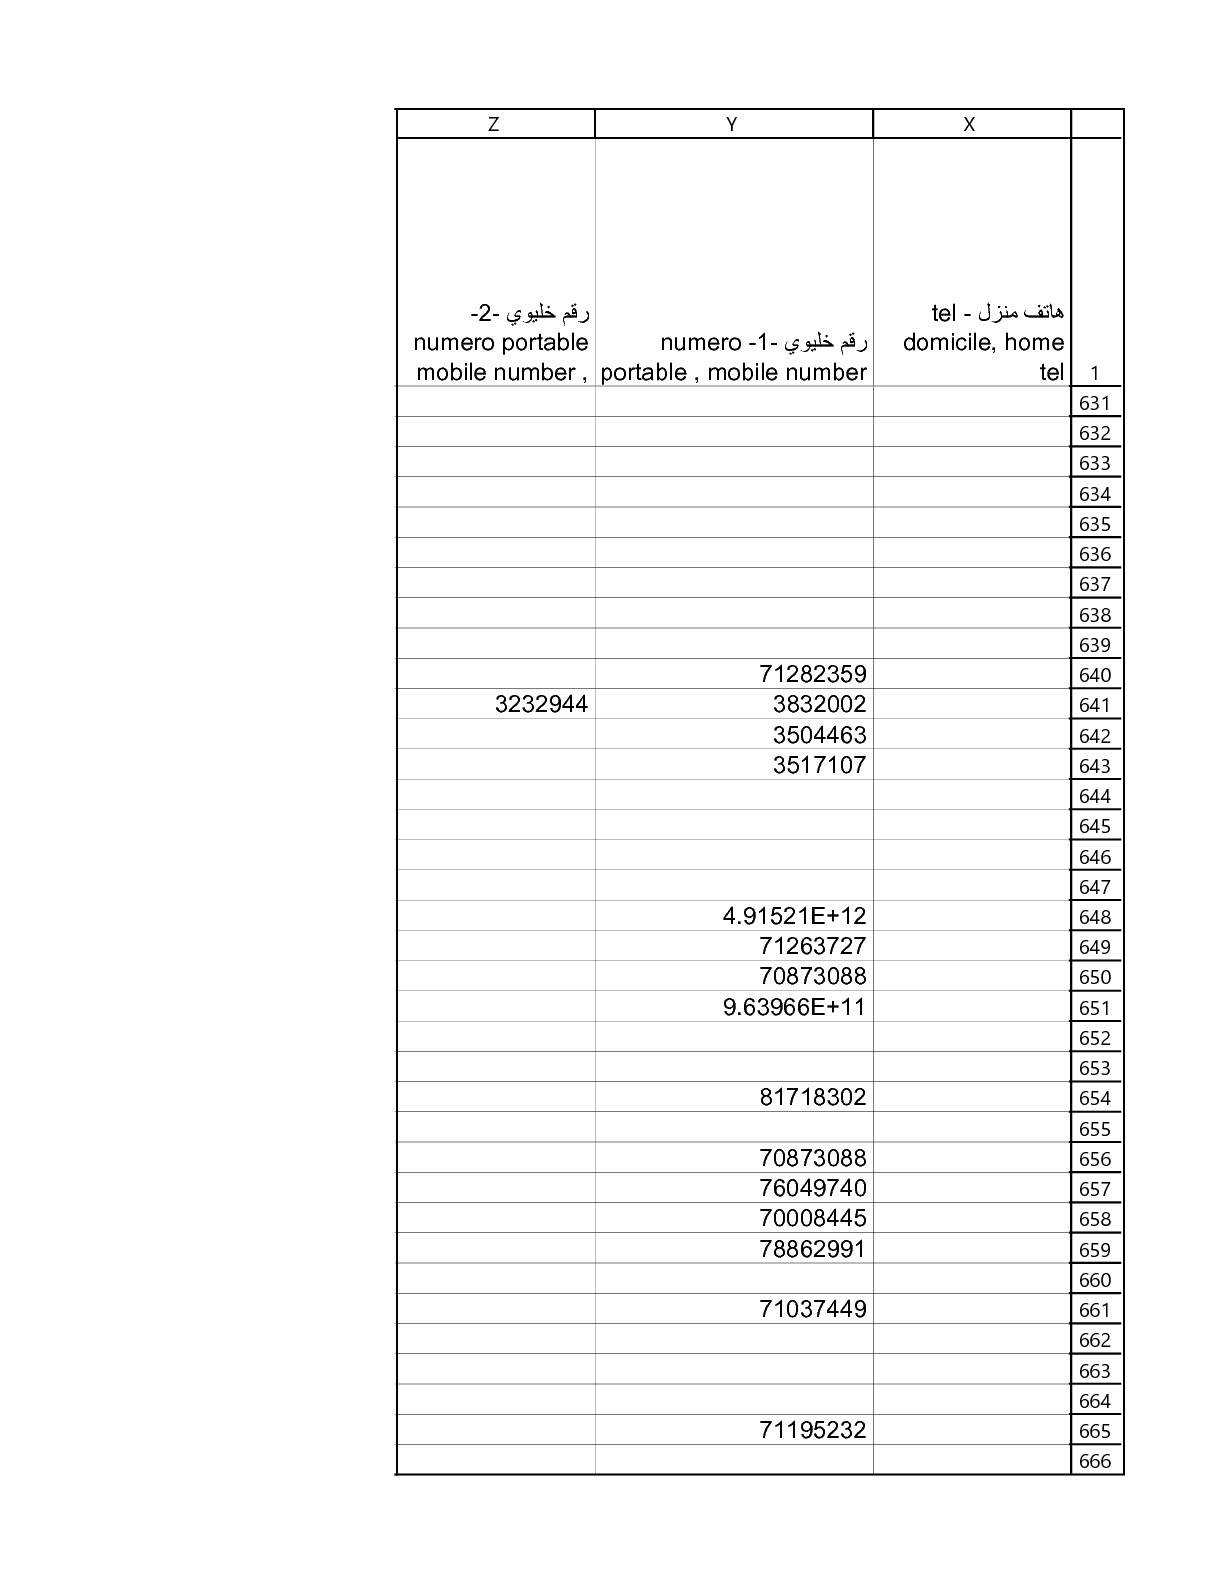 Z Y X
رقم خليوي -2-
numero portable
mobile number ,
numero -1- رقم خليوي
portable , mobile number
هاتف منزل - tel
domicile, home
tel
1
631
632
633
634
635
636
637
638
639
71282359 640
3232944 3832002 641
3504463 642
3517107 643
644
645
646
647
4.91521E+12 648
71263727 649
70873088 650
9.63966E+11 651
652
653
81718302 654
655
70873088 656
76049740 657
70008445 658
78862991 659
660
71037449 661
662
663
664
71195232 665
666